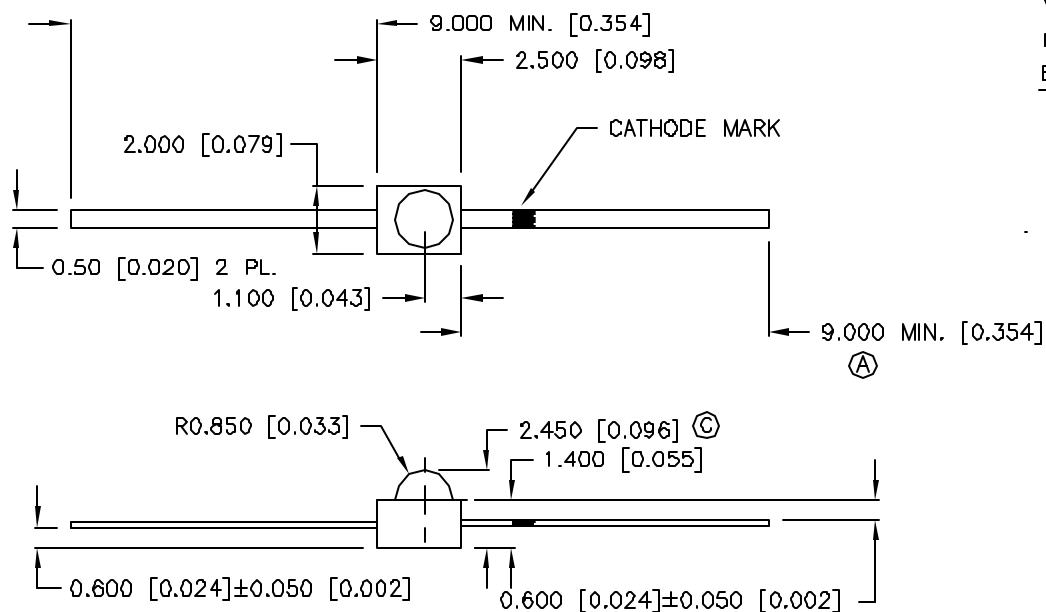 9.000 MIN. [0.354]
2.500 [0.098]
CATHODE MARK
2.000 [0.079]
0.50 [0.020] 2 PL.
1.100 [0.043]
9.000 MIN. [0.354]
A
R0.850 [0.033]
2.450 [0.096] C
1.400 [0.055]
0.600 [0.024]±0.050 [0.002]
0.600 [0.024]±0.050 [0.002]